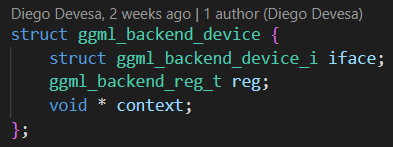 Diego Devesa, 2 weeks ago | 1 author (Diego Devesa)
struct ggml_backend_device {
    struct ggml_backend_device_i iface;
    ggml_backend_reg_t reg;
    void * context;
};